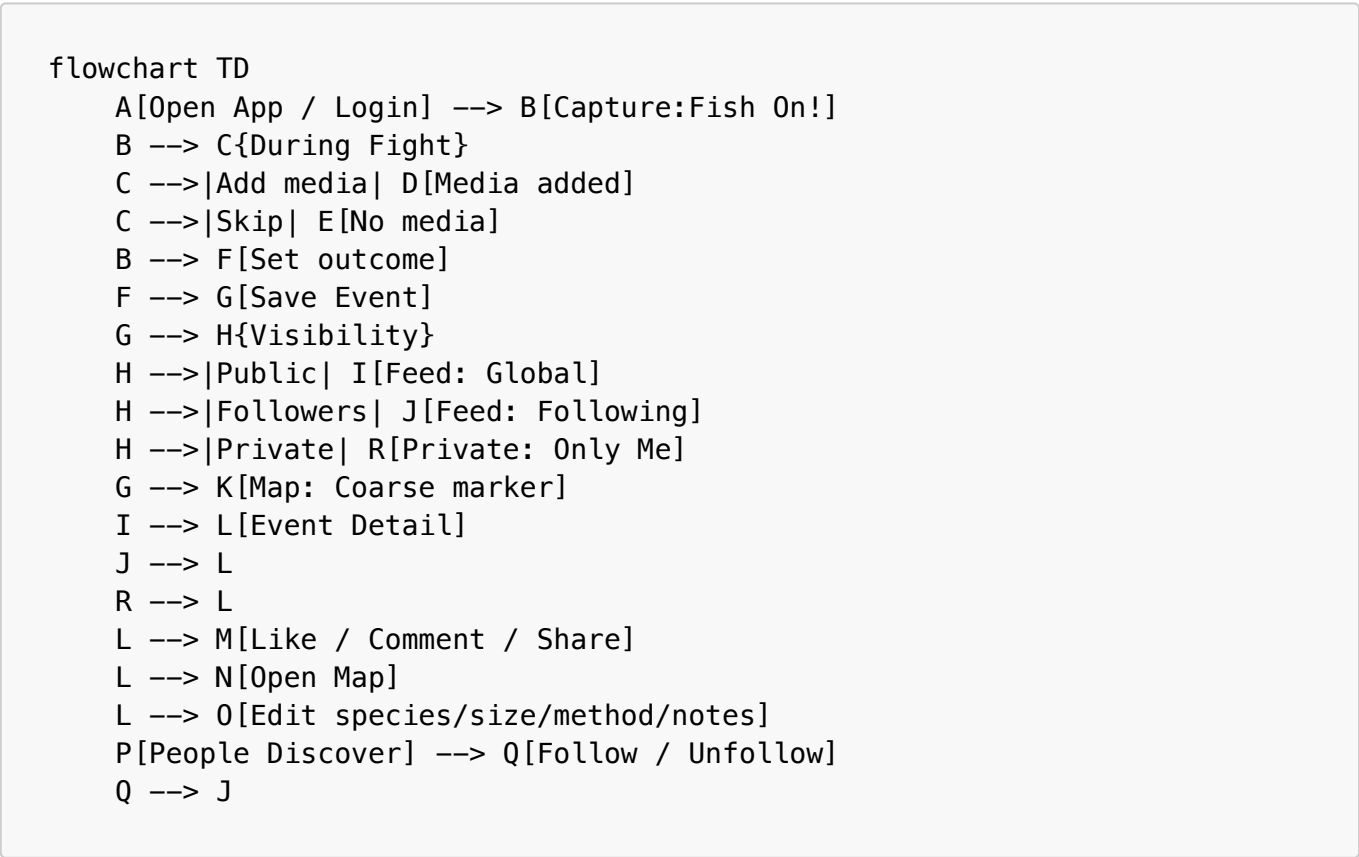 flowchart TD
    A[Open App / Login] --> B[Capture:Fish On!]
    B --> C{During Fight}
    C -->|Add media| D[Media added]
    C -->|Skip| E[No media]
    B --> F[Set outcome]
    F --> G[Save Event]
    G --> H{Visibility}
    H -->|Public| I[Feed: Global]
    H -->|Followers| J[Feed: Following]
    H -->|Private| R[Private: Only Me]
    G --> K[Map: Coarse marker]
    I --> L[Event Detail]
    J --> L
    R --> L
    L --> M[Like / Comment / Share]
    L --> N[Open Map]
    L --> O[Edit species/size/method/notes]
    P[People Discover] --> Q[Follow / Unfollow]
    Q --> J